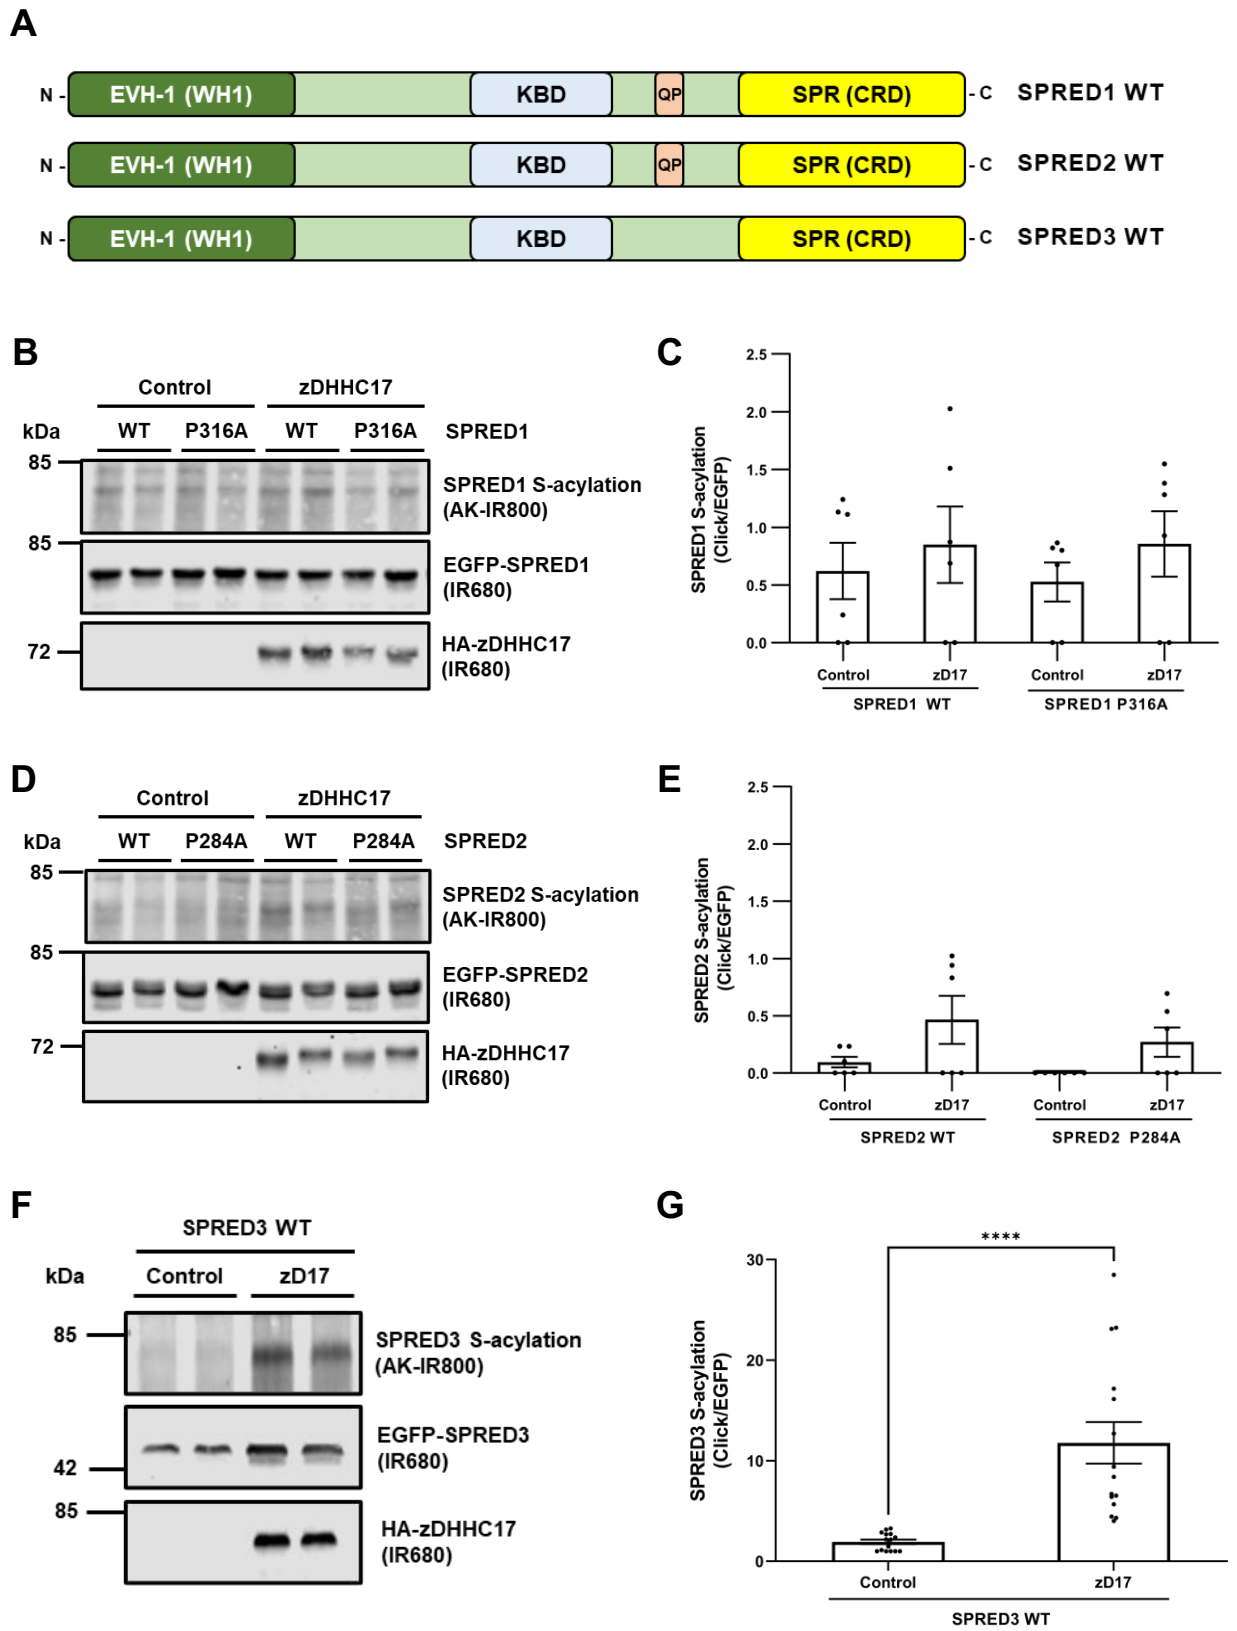 A
N - EVH-1 (WH1) KBD QP SPR (CRD) - C SPRED1 WT
N - EVH-1 (WH1) KBD QP SPR (CRD) - C SPRED2 WT
N - EVH-1 (WH1) KBD SPR (CRD) - C SPRED3 WT
B
Control zDHHC17
kDa WT P316A WT P316A SPRED1
85
SPRED1 S-acylation
(AK-IR800)
85
EGFP-SPRED1
(IR680)
72
HA-zDHHC17
(IR680)
C
SPRED1 S-acylation
(Click/EGFP)
2.5
2.0
1.5
1.0
0.5
0.0
Control zD17 Control zD17
SPRED1 WT SPRED1 P316A
D
Control zDHHC17
kDa WT P284A WT P284A SPRED2
85
SPRED2 S-acylation
(AK-IR800)
85
EGFP-SPRED2
(IR680)
72
HA-zDHHC17
(IR680)
E
SPRED2 S-acylation
(Click/EGFP)
2.5
2.0
1.5
1.0
0.5
0.0
Control zD17 Control zD17
SPRED2 WT SPRED2 P284A
F
SPRED3 WT
kDa Control zD17
85
SPRED3 S-acylation
(AK-IR800)
EGFP-SPRED3
(IR680)
42
85
HA-zDHHC17
(IR680)
G
SPRED3 S-acylation
(Click/EGFP)
****
30
20
10
0
Control zD17
SPRED3 WT